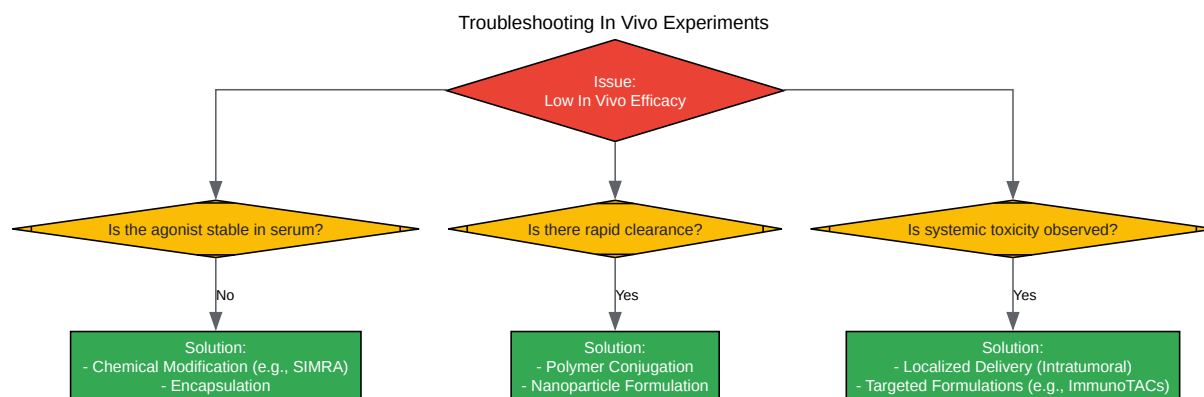 Troubleshooting In Vivo Experiments
Issue:
Low In Vivo Efficacy
Is the agonist stable in serum?
Is there rapid clearance?
Is systemic toxicity observed?
No
Yes
Yes
Solution:
- Chemical Modification (e.g., SIMRA)
- Encapsulation
Solution:
- Polymer Conjugation
- Nanoparticle Formulation
Solution:
- Localized Delivery (Intratumoral)
- Targeted Formulations (e.g., ImmunoTACs)